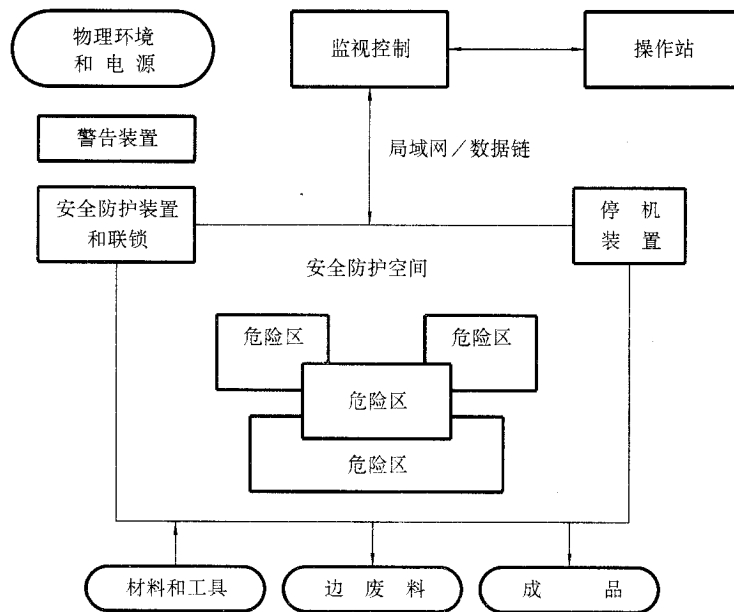 物理环境
和 电 源
监视控制
操作站
警告装置
局域网／数据链
安全防护装置
和联锁
停 机
装 置
安全防护空间
危险区
危险区
危险区
危险区
材料和工具
边 废 料
成 品